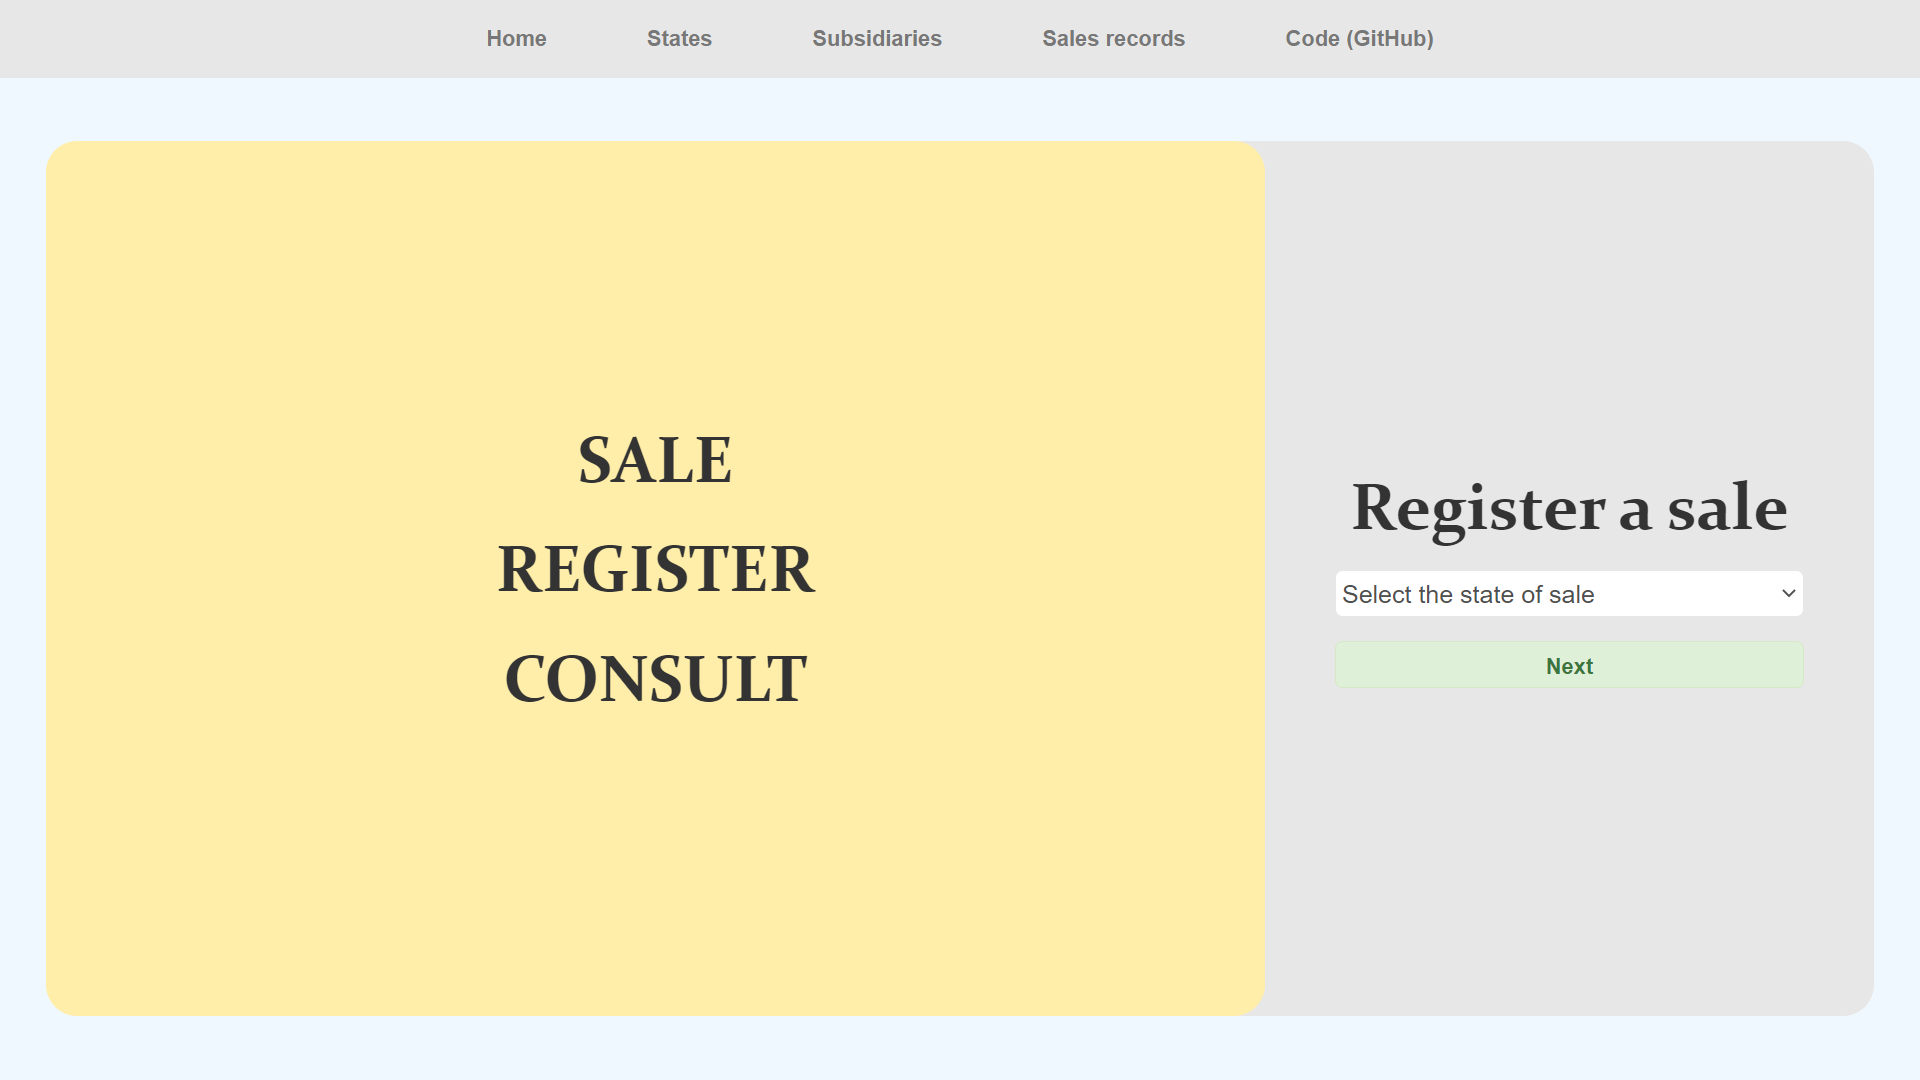 Home States Subsidiaries Sales records Code (GitHub)
SALE
REGISTER
CONSULT
Register a sale
Select the state of sale
Next